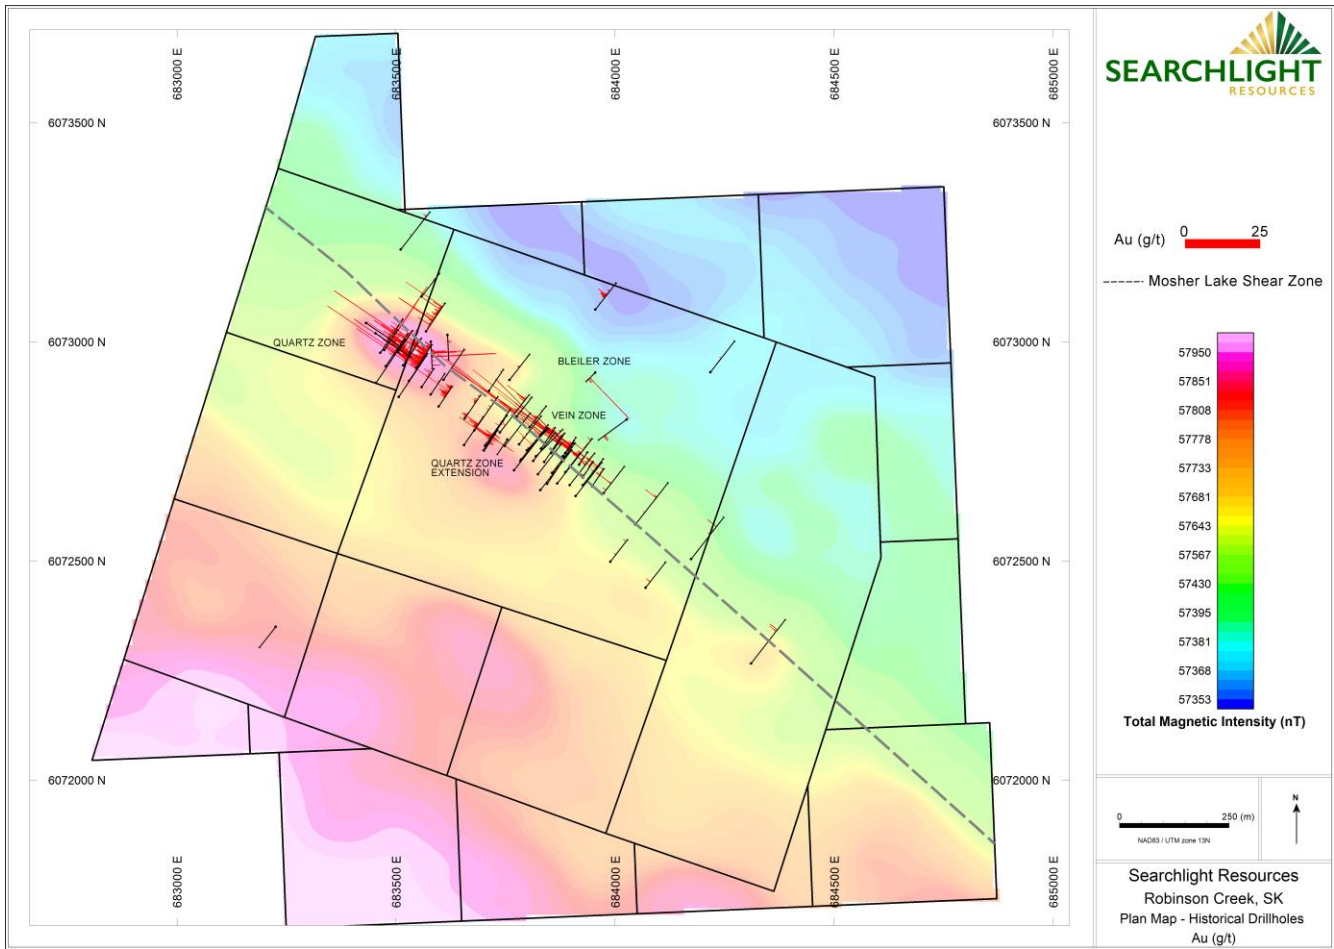 683000 E
683500 E
684000 E
684500 E
685000 E
6073500 N
6073500 N
6073000 N
6073000 N
6072500 N
6072500 N
6072000 N
6072000 N
QUARTZ ZONE
BLEILER ZONE
VEIN ZONE
QUARTZ ZONE
EXTENSION
683000 E
683500 E
684000 E
684500 E
685000 E
SEARCHLIGHT
RESOURCES
Au (g/t)
0 25
Mosher Lake Shear Zone
57950
57851
57808
57778
57733
57681
57643
57567
57430
57395
57381
57368
57353
Total Magnetic Intensity (nT)
0 250 (m)
NAD83 / UTM zone 13N
N
Searchlight Resources
Robinson Creek, SK
Plan Map - Historical Drillholes
Au (g/t)